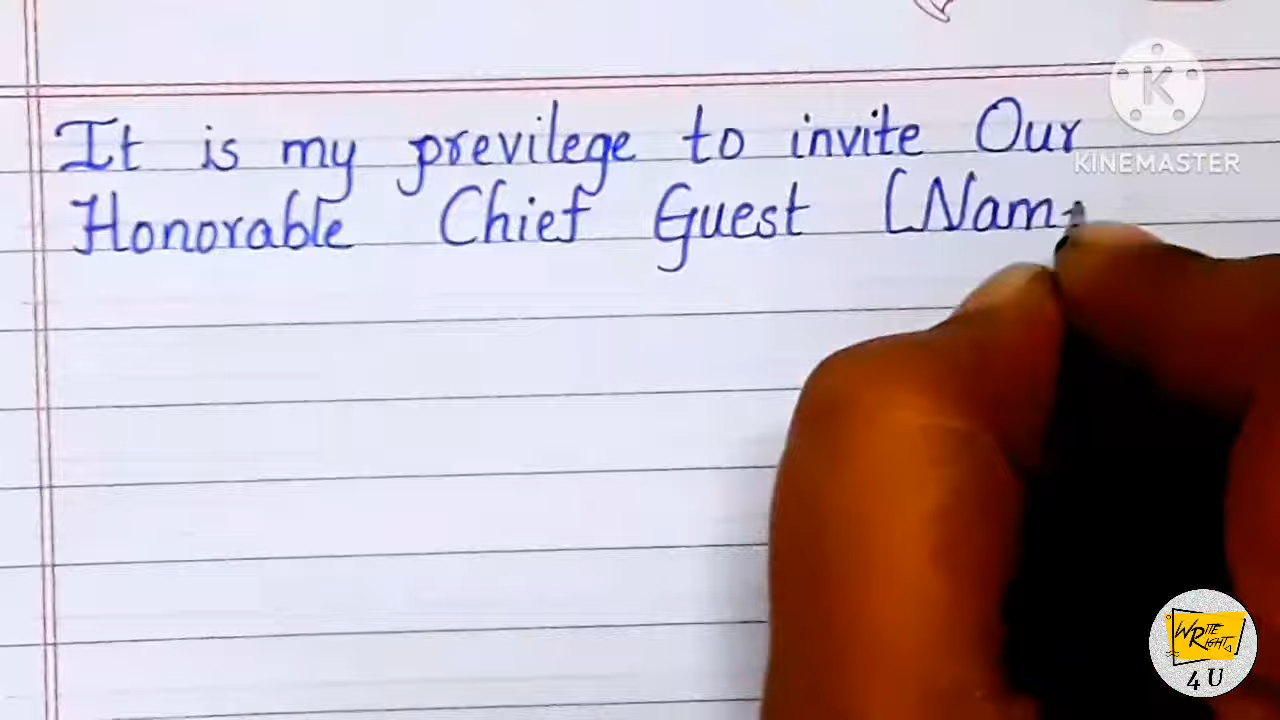 It is my previlege to invite Our
KINEMASTER
Honorable Chief Guest (Nam
WRITE
RIGHT
4 U